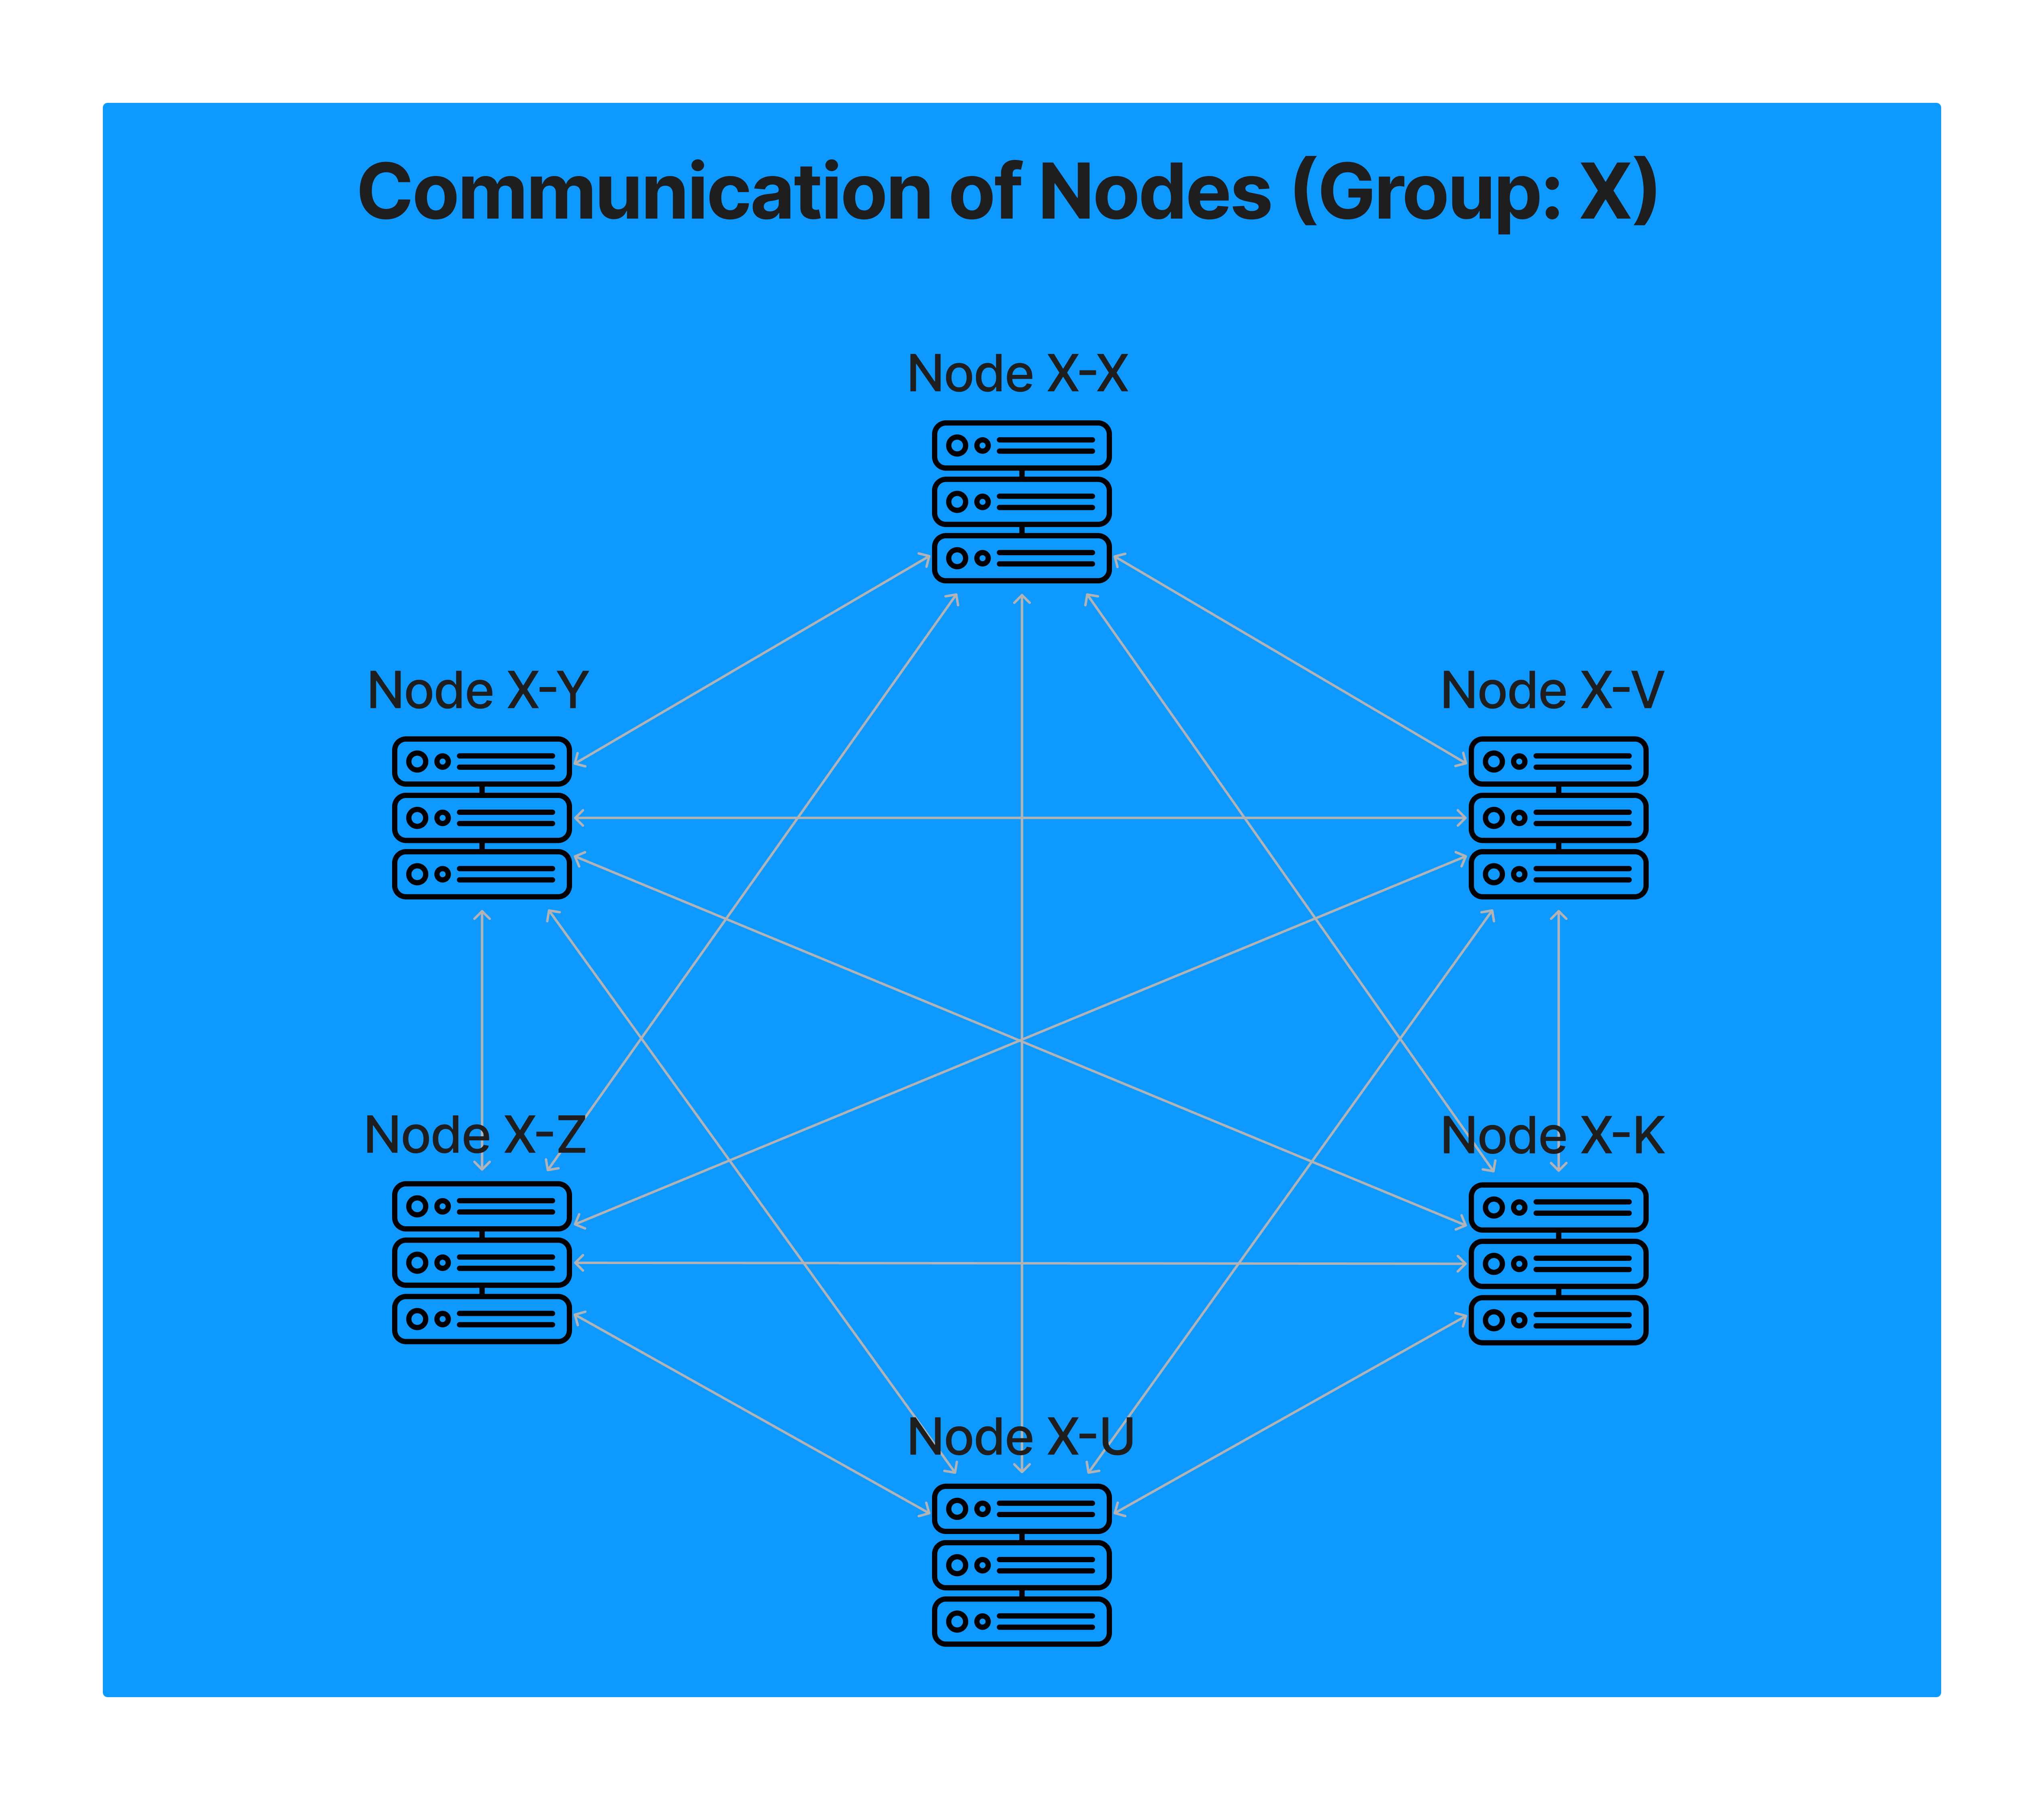 Communication of Nodes (Group: X)
Node X-X
Node X-Y
Node X-V
Node X-Z
Node X-K
Node X-U